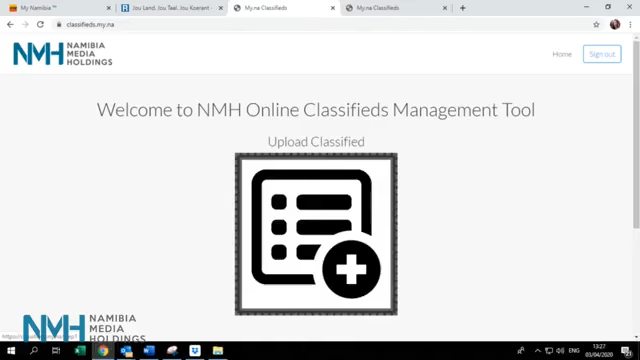 My Namibia ™
Jou Land. Jou Taal. Jou Koerant -
My.na Classifieds
My.na Classifieds
classifieds.my.na
NMH NAMIBIA
MEDIA
HOLDINGS
Home
Sign out
Welcome to NMH Online Classifieds Management Tool
Upload Classified
NMH NAMIBIA
MEDIA
HOLDINGS
ENG
13:27
03/04/2020